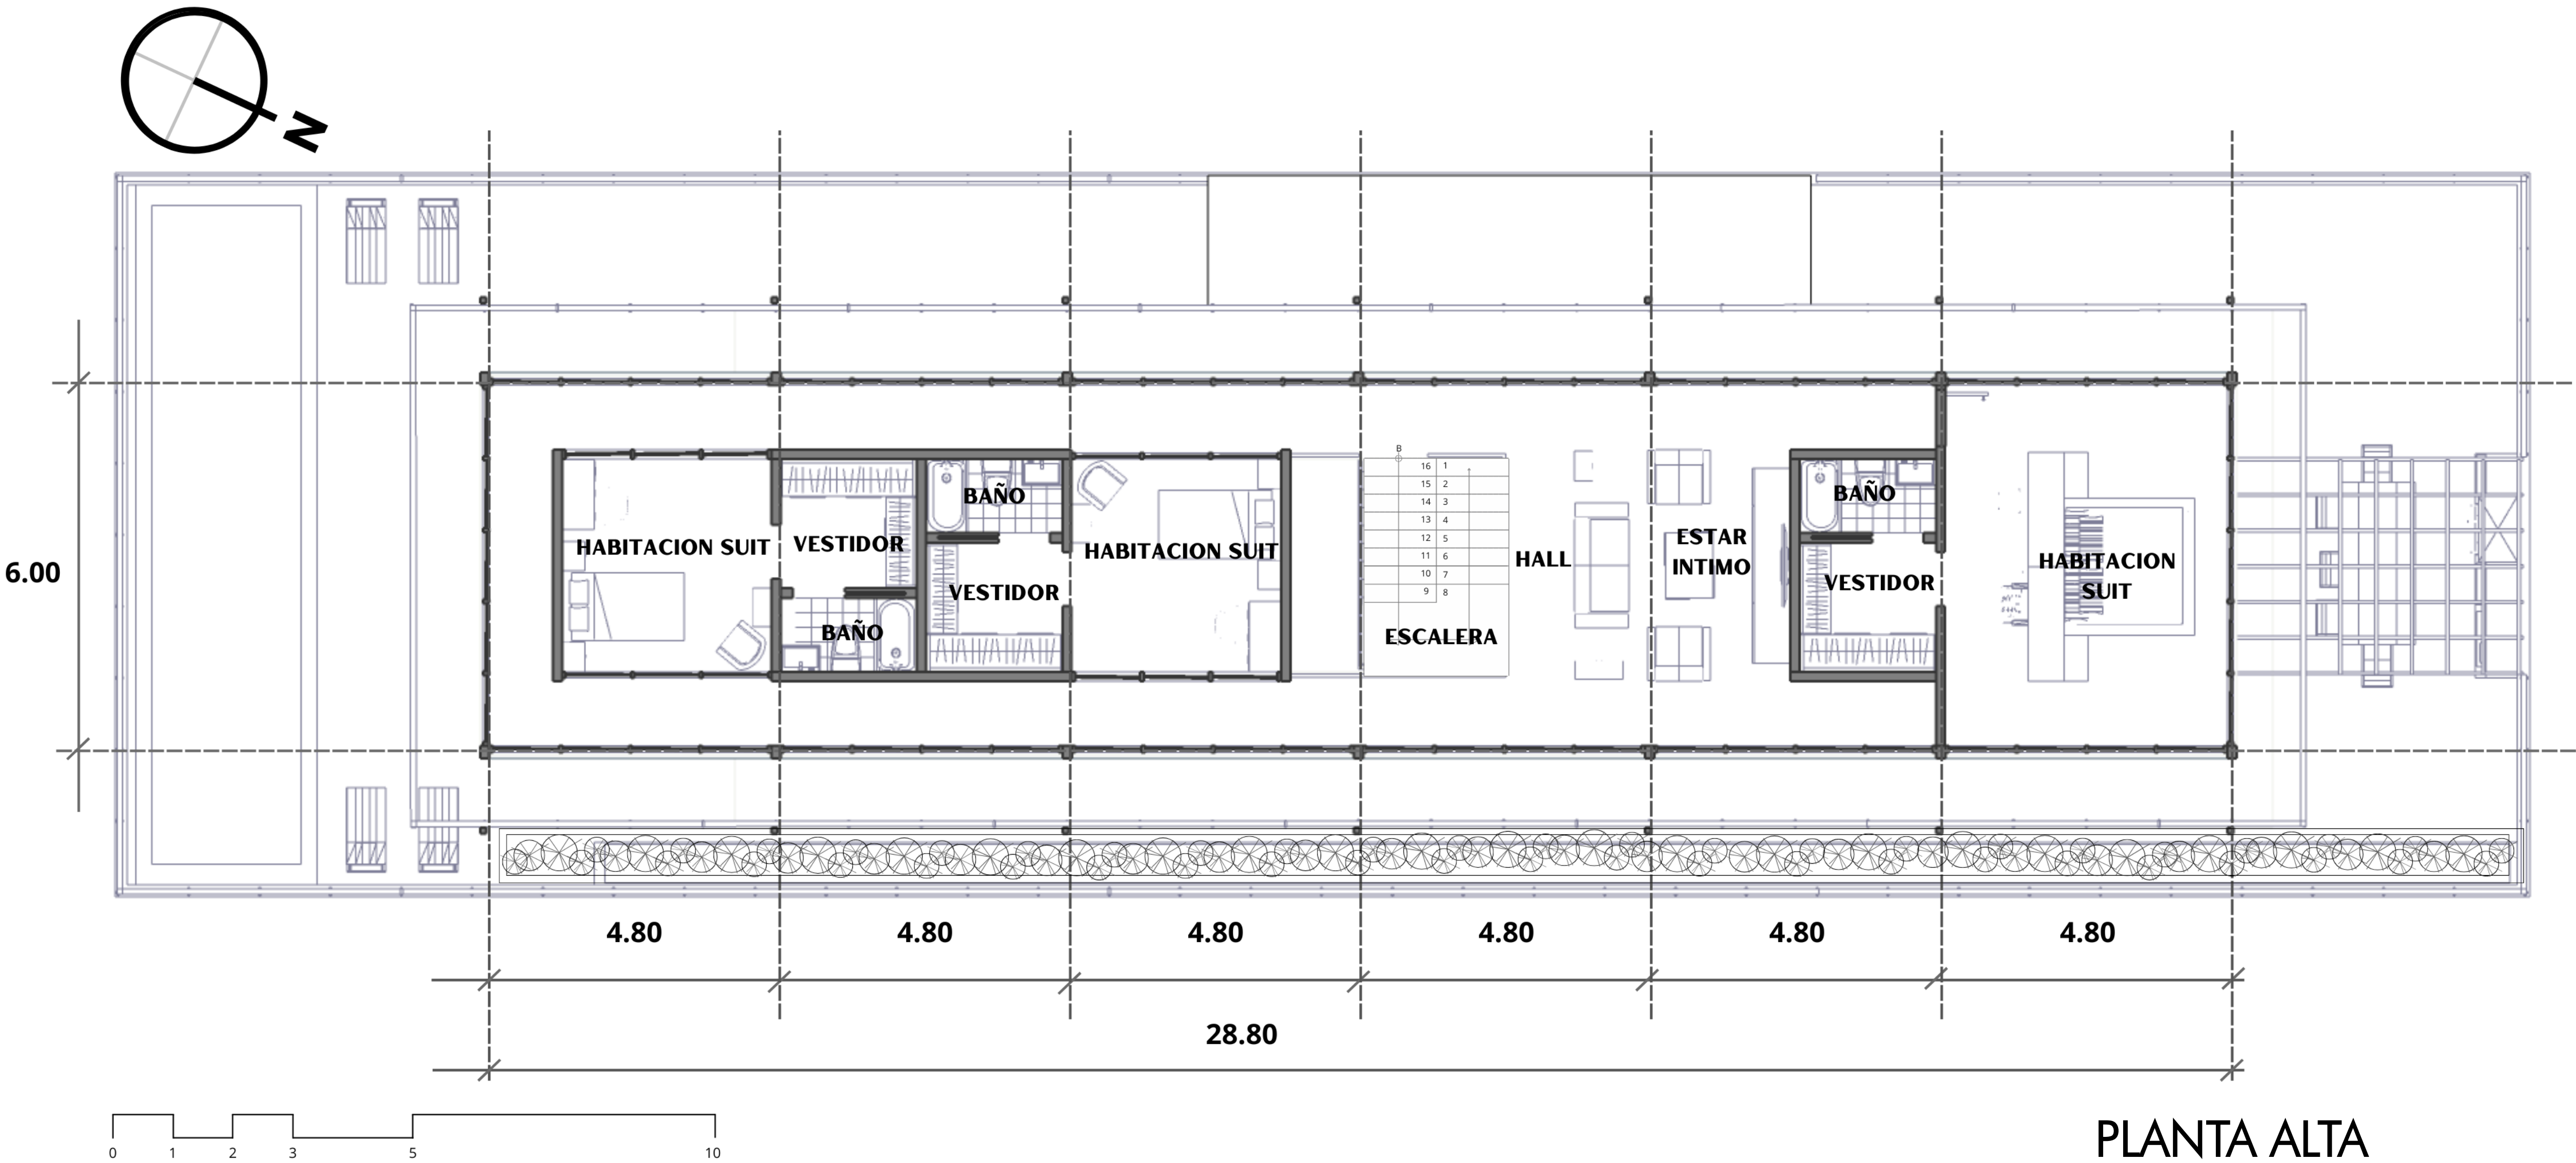 N
B
16 1
15 2
14 3
13 4
12 5
11 6
10 7
9 8
BAÑO
BAÑO
HABITACION SUIT
VESTIDOR
HABITACION SUIT
HALL
ESTAR
INTIMO
HABITACION
SUIT
6.00
VESTIDOR
VESTIDOR
BAÑO
ESCALERA
4.80
4.80
4.80
4.80
4.80
4.80
28.80
0 1 2 3 5 10
PLANTA ALTA